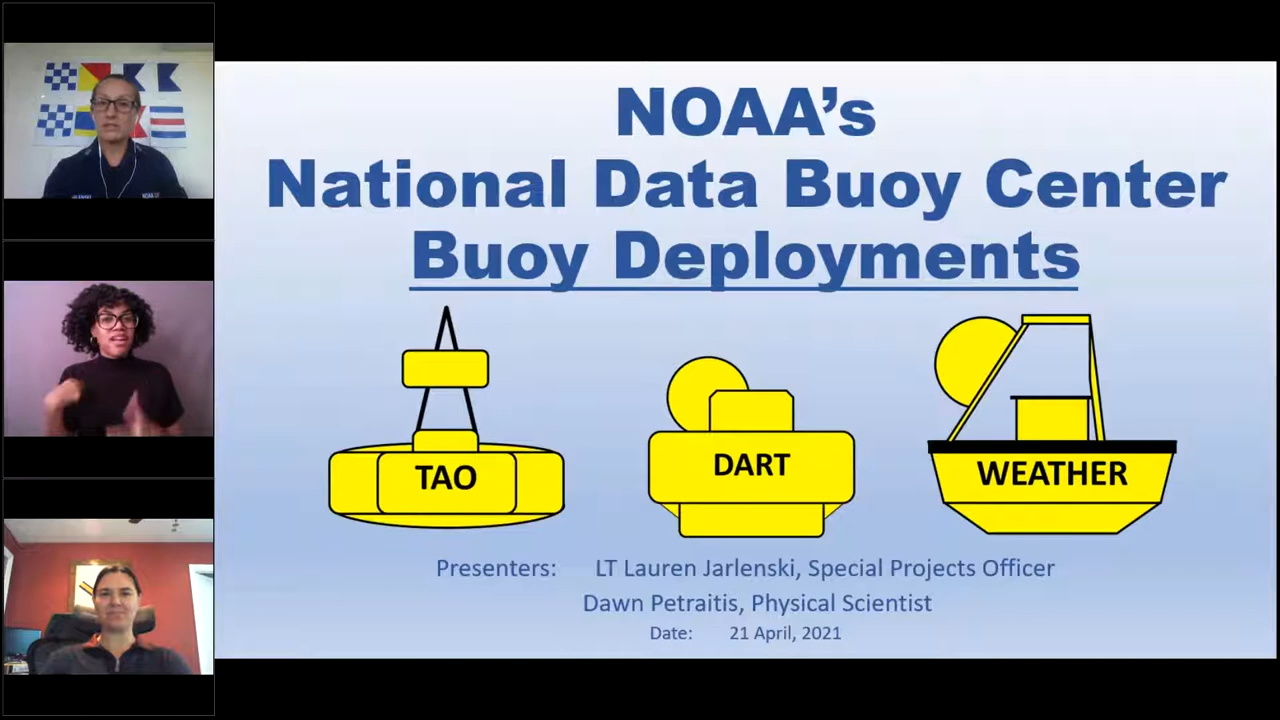 NOAA's
National Data Buoy Center
Buoy Deployments
TAO
DART
WEATHER
Presenters: LT Lauren Jarlenski, Special Projects Officer
Dawn Petraitis, Physical Scientist
Date: 21 April, 2021